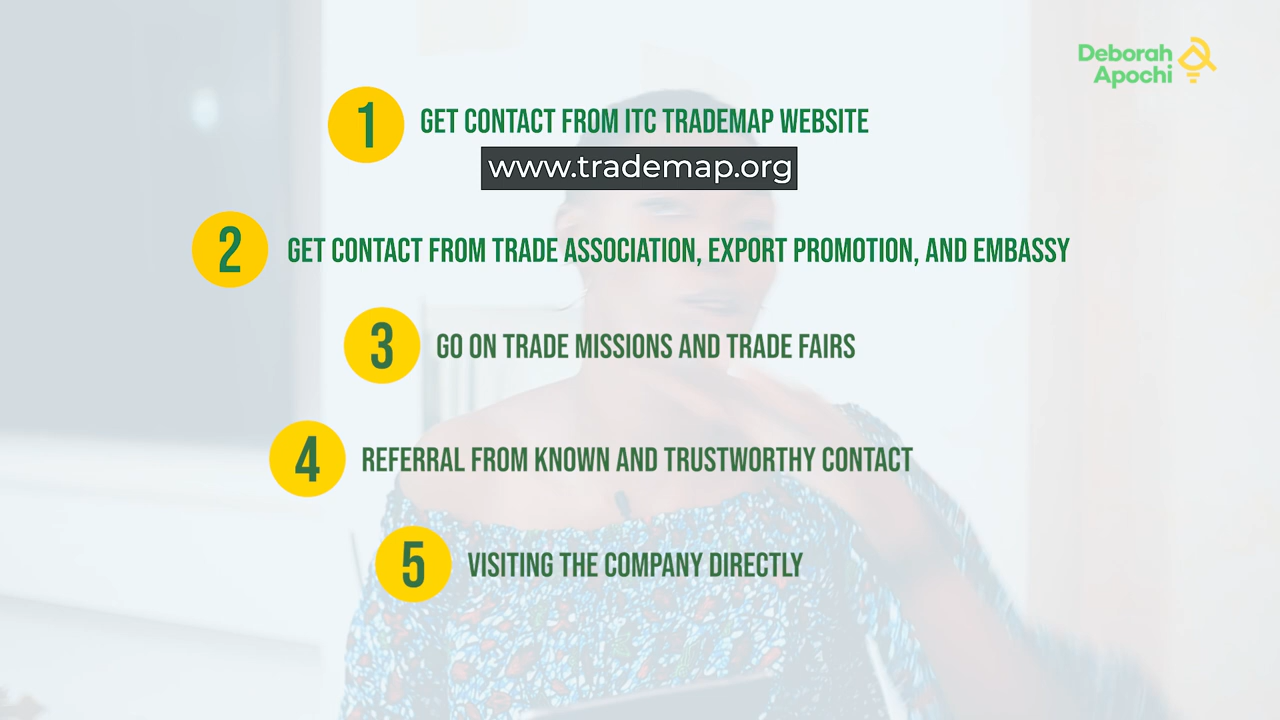 Deborah
Apochi
1 GET CONTACT FROM ITC TRADEMAP WEBSITE
www.trademap.org
2 GET CONTACT FROM TRADE ASSOCIATION, EXPORT PROMOTION, AND EMBASSY
3 GO ON TRADE MISSIONS AND TRADE FAIRS
4 REFERRAL FROM KNOWN AND TRUSTWORTHY CONTACT
5 VISITING THE COMPANY DIRECTLY